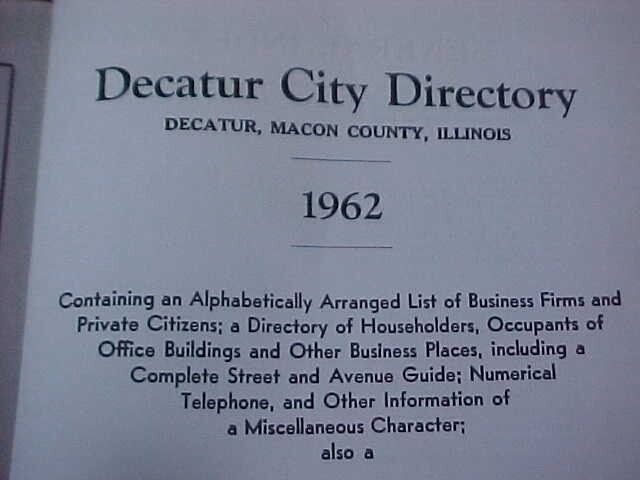 Decatur City Directory
DECATUR, MACON COUNTY, ILLINOIS
1962
Containing an Alphabetically Arranged List of Business Firms and
Private Citizens; a Directory of Householders, Occupants of
Office Buildings and Other Business Places, including a
Complete Street and Avenue Guide; Numerical
Telephone, and Other Information of
a Miscellaneous Character;
also a